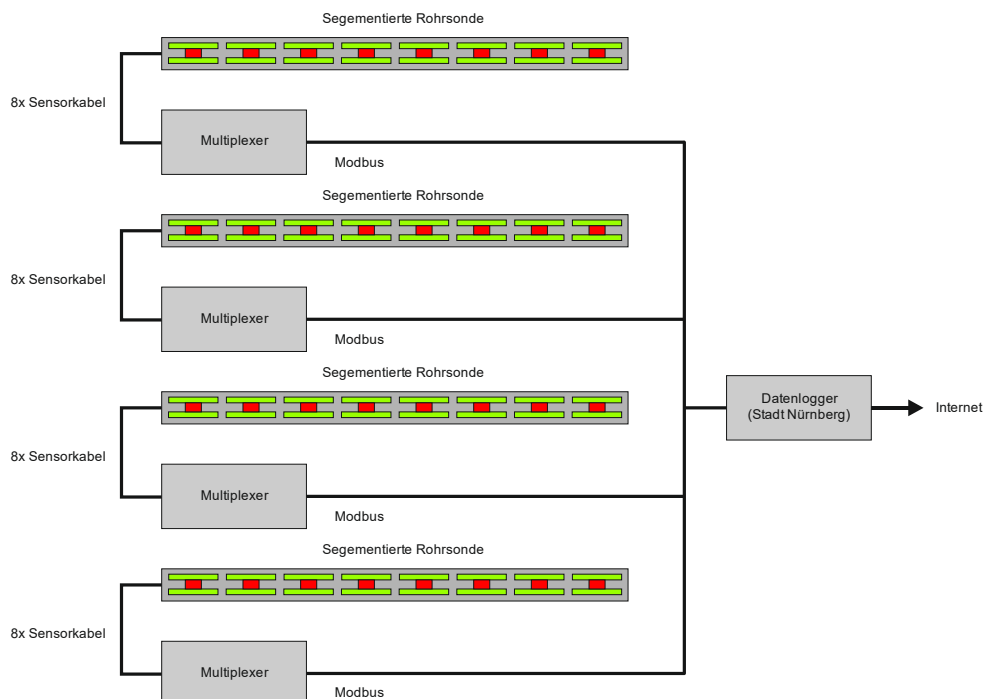 Segementierte Rohrsonde
8x Sensorkabel
Multiplexer
Modbus
Segementierte Rohrsonde
8x Sensorkabel
Multiplexer
Modbus
Segementierte Rohrsonde
Datenlogger
(Stadt Nürnberg)
Internet
8x Sensorkabel
Multiplexer
Modbus
Segementierte Rohrsonde
8x Sensorkabel
Multiplexer
Modbus